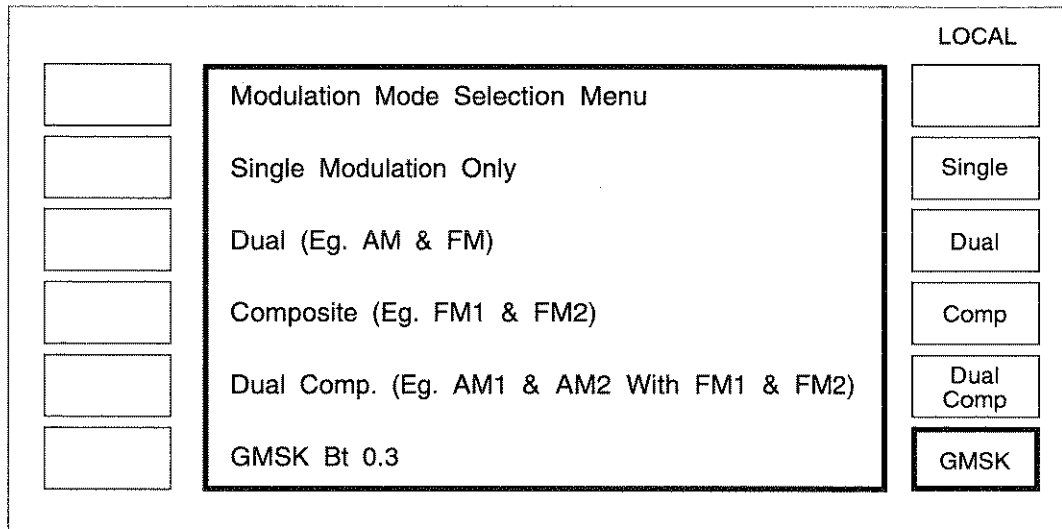 LOCAL
Modulation Mode Selection Menu
Single Modulation Only
Single
Dual (Eg. AM & FM)
Dual
Composite (Eg. FM1 & FM2)
Comp
Dual Comp. (Eg. AM1 & AM2 With FM1 & FM2)
Dual
Comp
GMSK Bt 0.3
GMSK